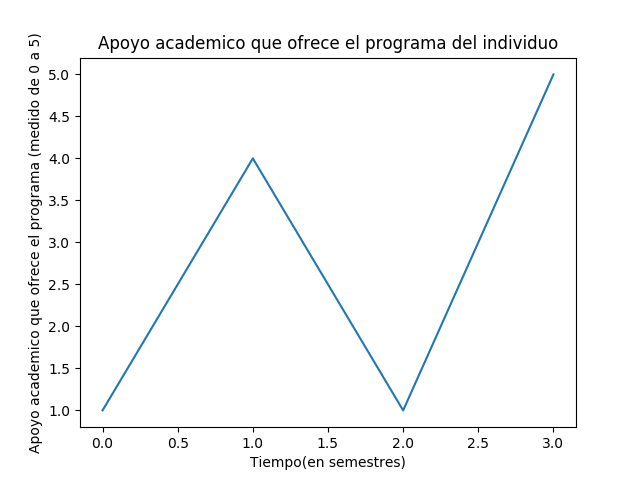 Apoyo academico que ofrece el programa del individuo
Apoyo academico que ofrece el programa (medido de 0 a 5)
5.0
4.5
4.0
3.5
3.0
2.5
2.0
1.5
1.0
0.0 0.5 1.0 1.5 2.0 2.5 3.0
Tiempo(en semestres)